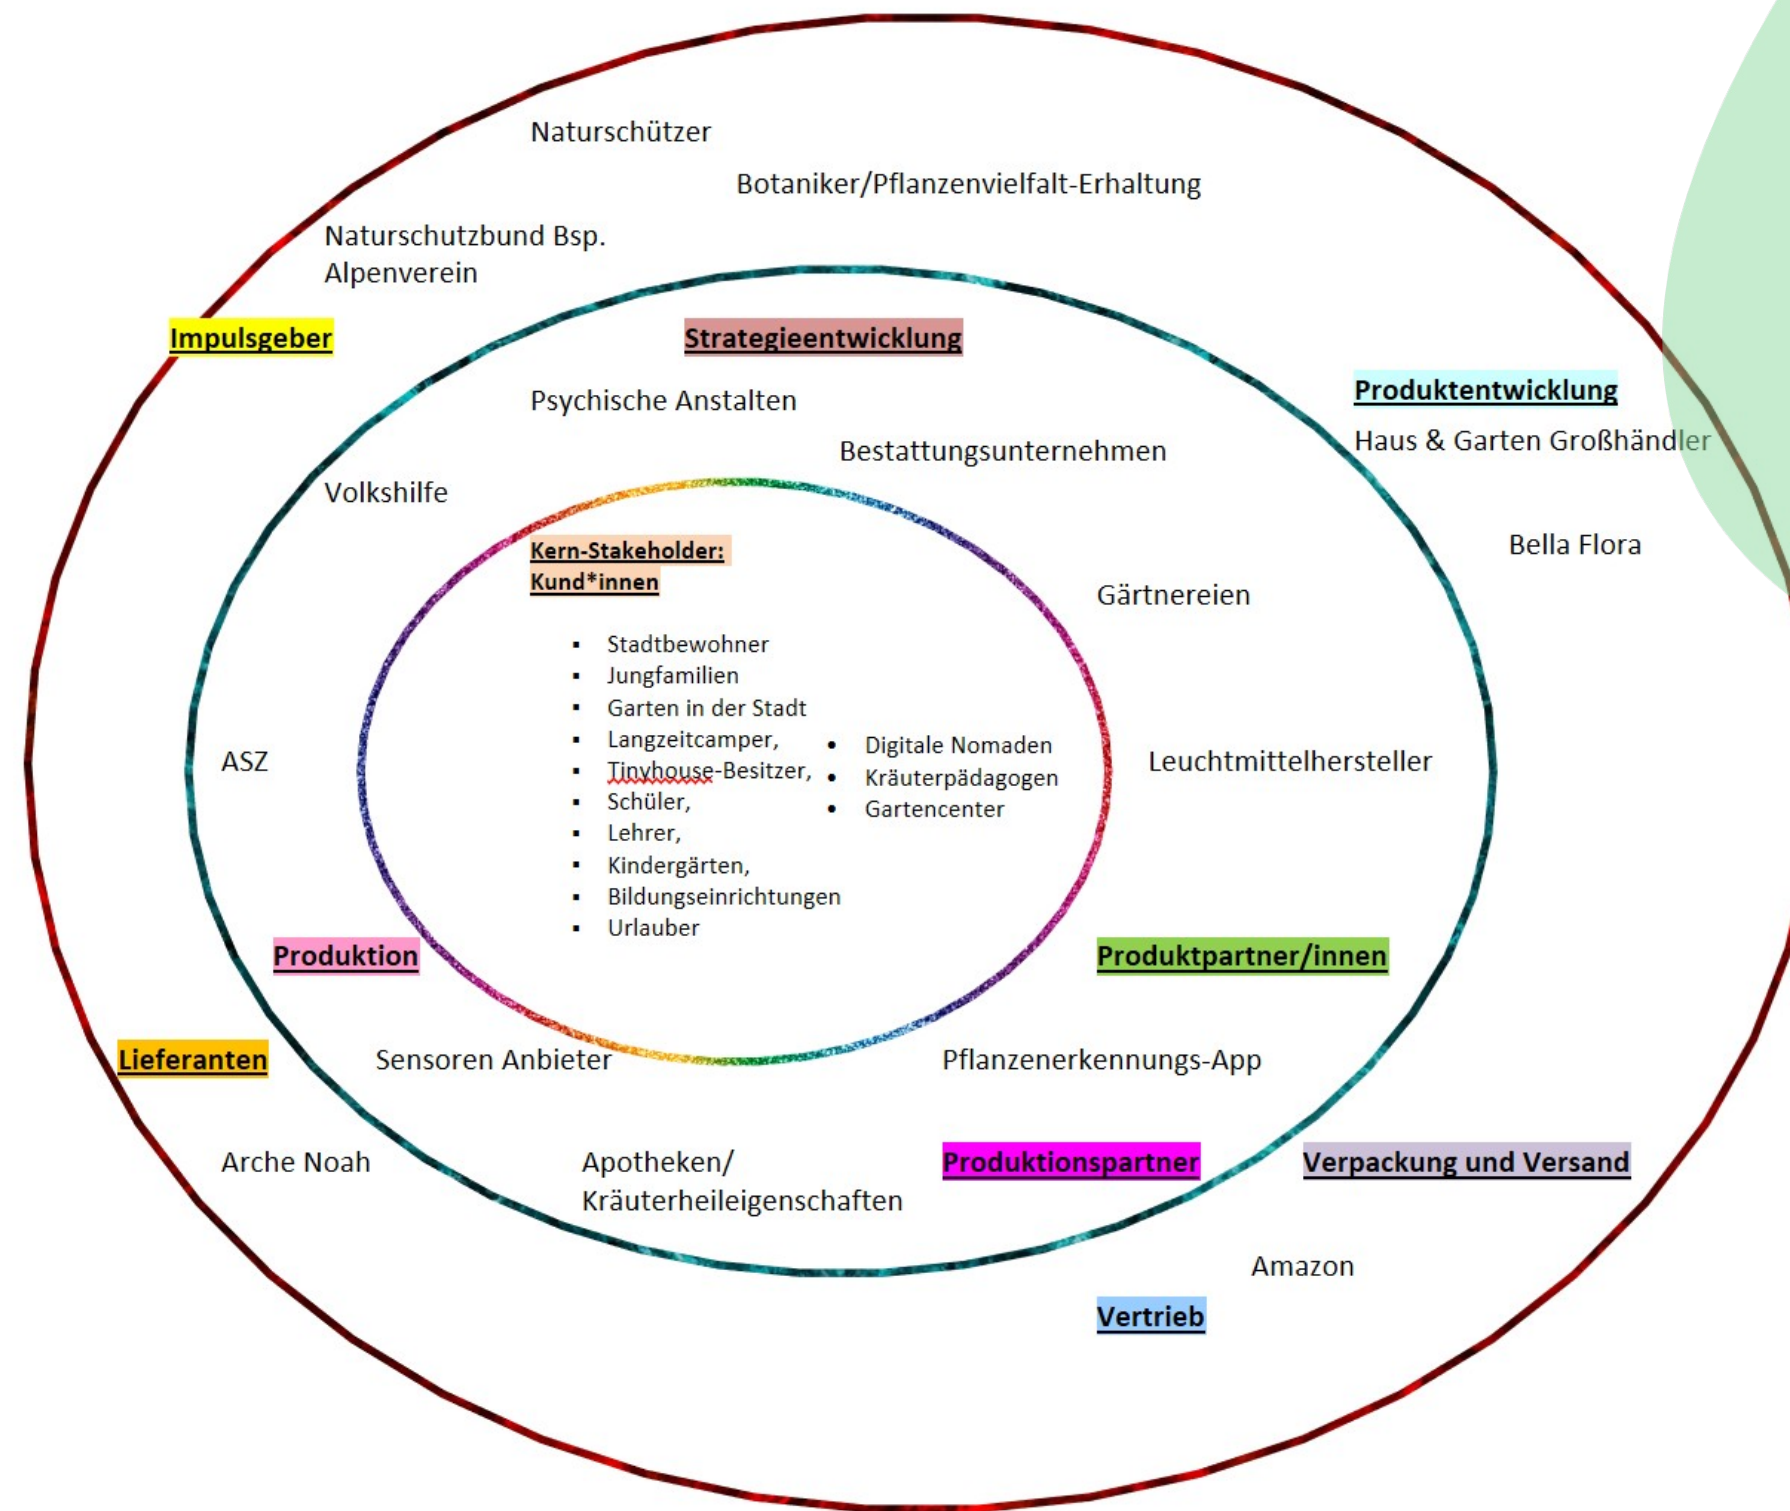 Naturschützer
Botaniker/Pflanzenvielfalt-Erhaltung
Naturschutzbund Bsp.
Alpenverein
Impulsgeber
Strategieentwicklung
Produktentwicklung
Psychische Anstalten
Haus & Garten Großhändler
Bestattungsunternehmen
Volkshilfe
Bella Flora
Kern-Stakeholder:
Kund*innen
Gärtnereien
▪ Stadtbewohner
▪ Jungfamilien
▪ Garten in der Stadt
▪ Langzeitcamper,
▪ Tinyhouse-Besitzer,
▪ Schüler,
▪ Lehrer,
▪ Kindergärten,
▪ Bildungseinrichtungen
▪ Urlauber
• Digitale Nomaden
• Kräuterpädagogen
• Gartencenter
ASZ
Leuchtmittelhersteller
Produktion
Produktpartner/innen
Lieferanten
Sensoren Anbieter
Pflanzenerkennungs-App
Arche Noah
Apotheken/
Kräuterheileigenschaften
Produktionspartner
Verpackung und Versand
Amazon
Vertrieb